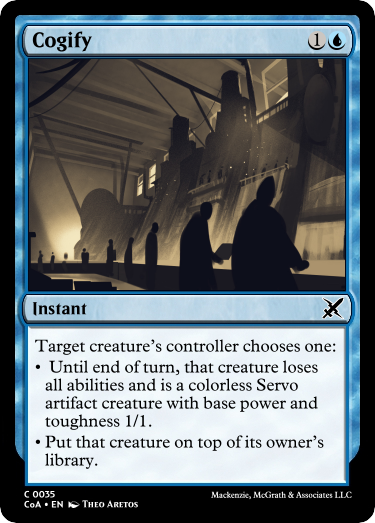 Cogify 1
Instant
Target creature's controller chooses one:
• Until end of turn, that creature loses
all abilities and is a colorless Servo
artifact creature with base power and
toughness 1/1.
• Put that creature on top of its owner's
library.
C 0035
CoA • EN Theo Aretos
Mackenzie, McGrath & Associates LLC